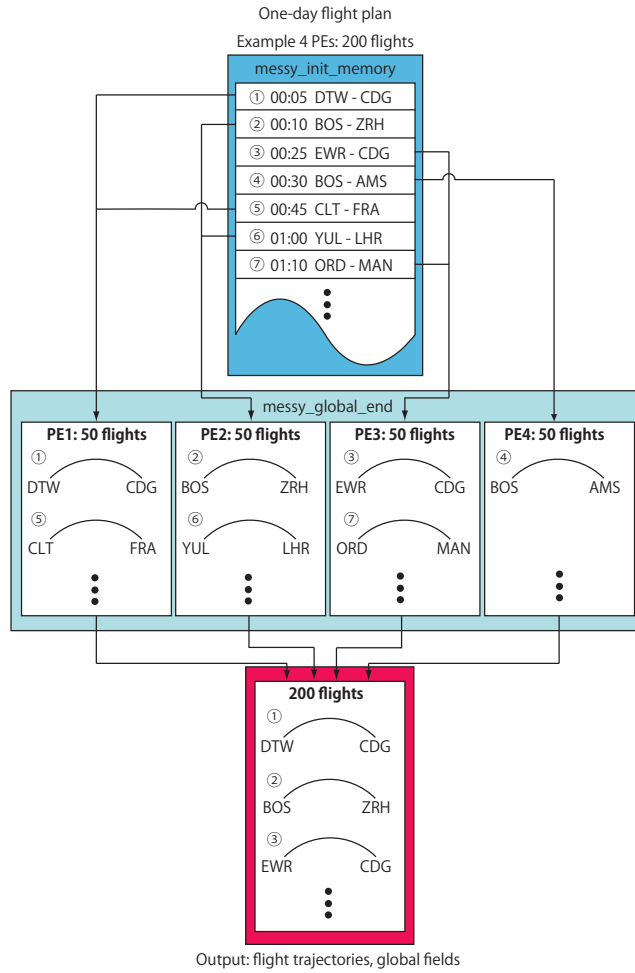 One-day flight plan
Example 4 PEs: 200 flights
messy_init_memory
① 00:05 DTW - CDG
② 00:10 BOS - ZRH
③ 00:25 EWR - CDG
④ 00:30 BOS - AMS
⑤ 00:45 CLT - FRA
⑥ 01:00 YUL - LHR
⑦ 01:10 ORD - MAN
messy_global_end
PE1: 50 flights
①
DTW CDG
⑤
CLT FRA
PE2: 50 flights
②
BOS ZRH
⑥
YUL LHR
PE3: 50 flights
③
EWR CDG
⑦
ORD MAN
PE4: 50 flights
④
BOS AMS
200 flights
①
DTW CDG
②
BOS ZRH
③
EWR CDG
Output: flight trajectories, global fields